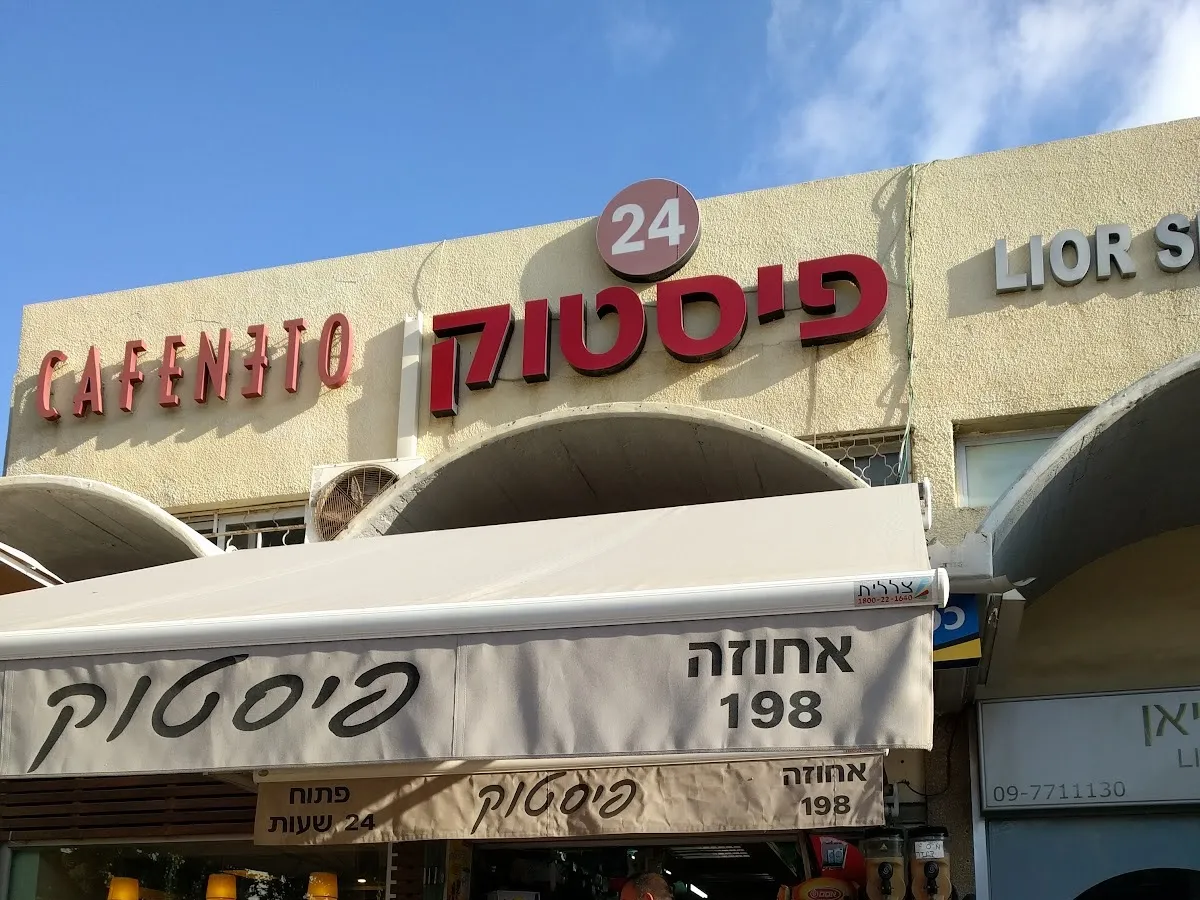 24
CAFENETO
פיסטוק
LIOR
צללית
1800-22-1640
פיסטוק
אחוזה
198
פתוח
24 שעות
פיסטוק
אחוזה
198
09-7711130